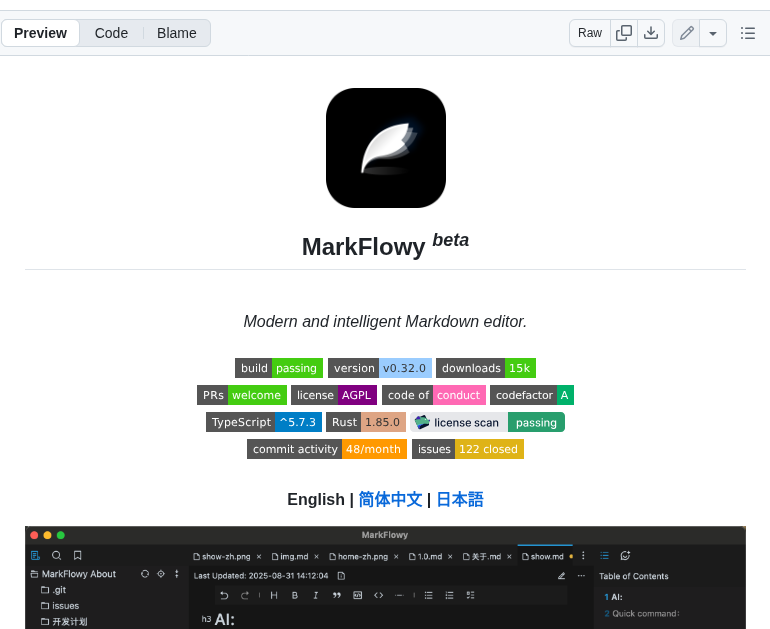 Preview Code Blame Raw
MarkFlowy beta
Modern and intelligent Markdown editor.
build passing version v0.32.0 downloads 15k
PRs welcome license AGPL code of conduct codefactor A
TypeScript ^5.7.3 Rust 1.85.0 license scan passing
commit activity 48/month issues 122 closed
English | 简体中文 | 日本語
MarkFlowy
show-zh.png × img.md × home-zh.png × 1.0.md × 关于.md × show.md
MarkFlowy About Last Updated: 2025-08-31 14:12:04 Table of Contents
.git H B I
issues 1 AI:
开发计划 h3 AI: 2 Quick command: